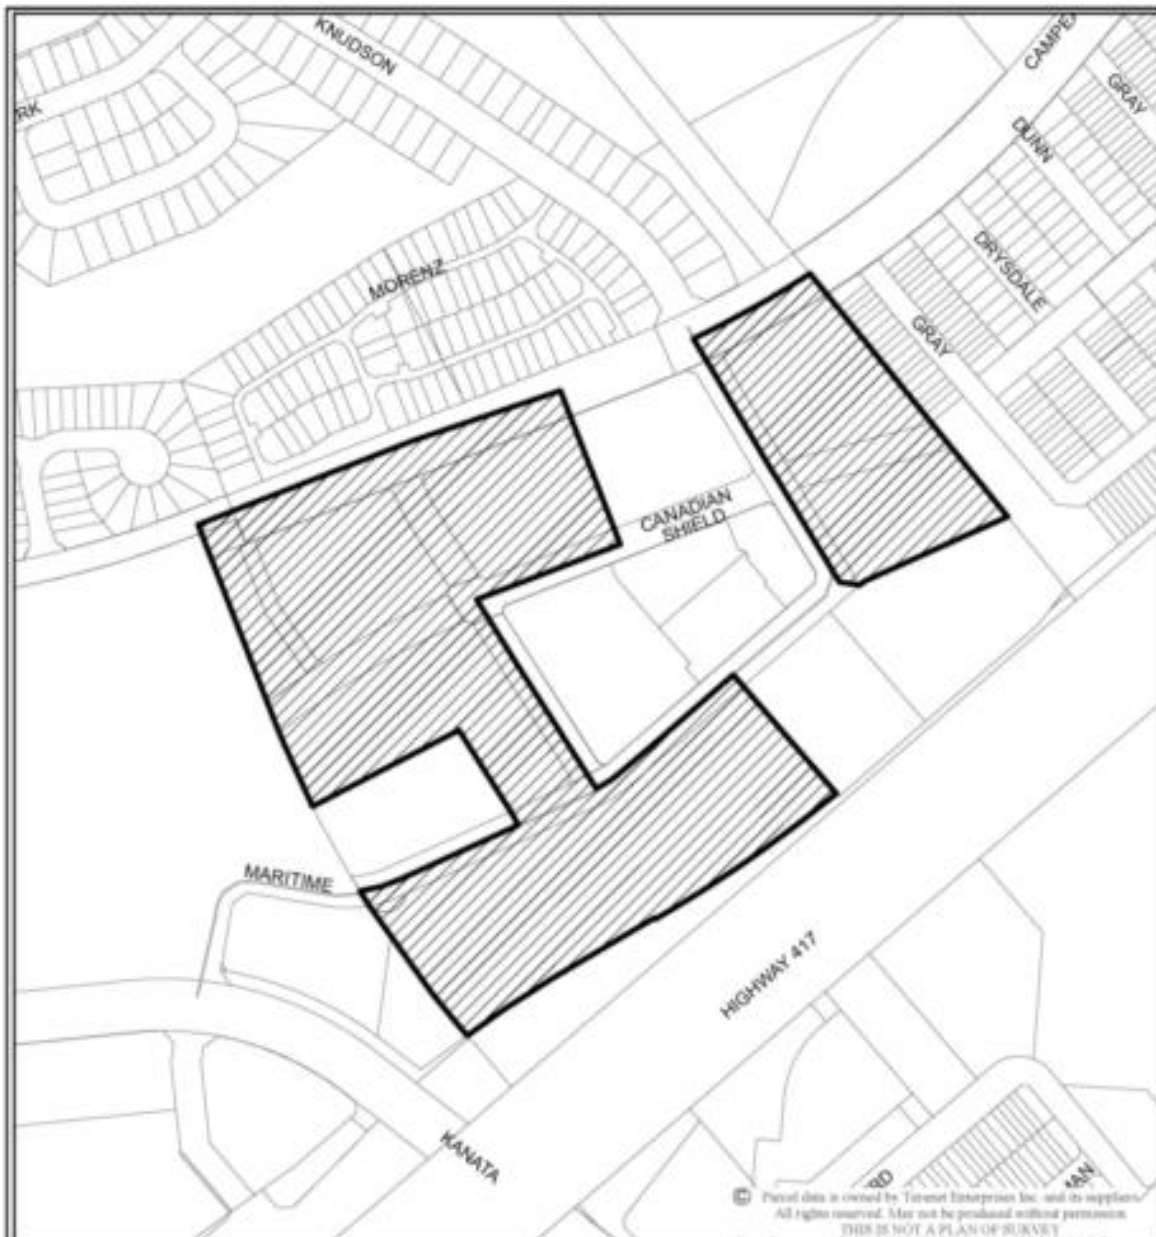 KNUDSON
CAMPEA
GRAY
RK
DUNN
DRYSDALE
MORENZ
GRAY
CANADIAN
SHIELD
MARITIME
HIGHWAY 417
KANATA
RD
MAN
© Parcel data is owned by Teranet Enterprises Inc. and its suppliers
All rights reserved. May not be produced without permission
THIS IS NOT A PLAN OF SURVEY